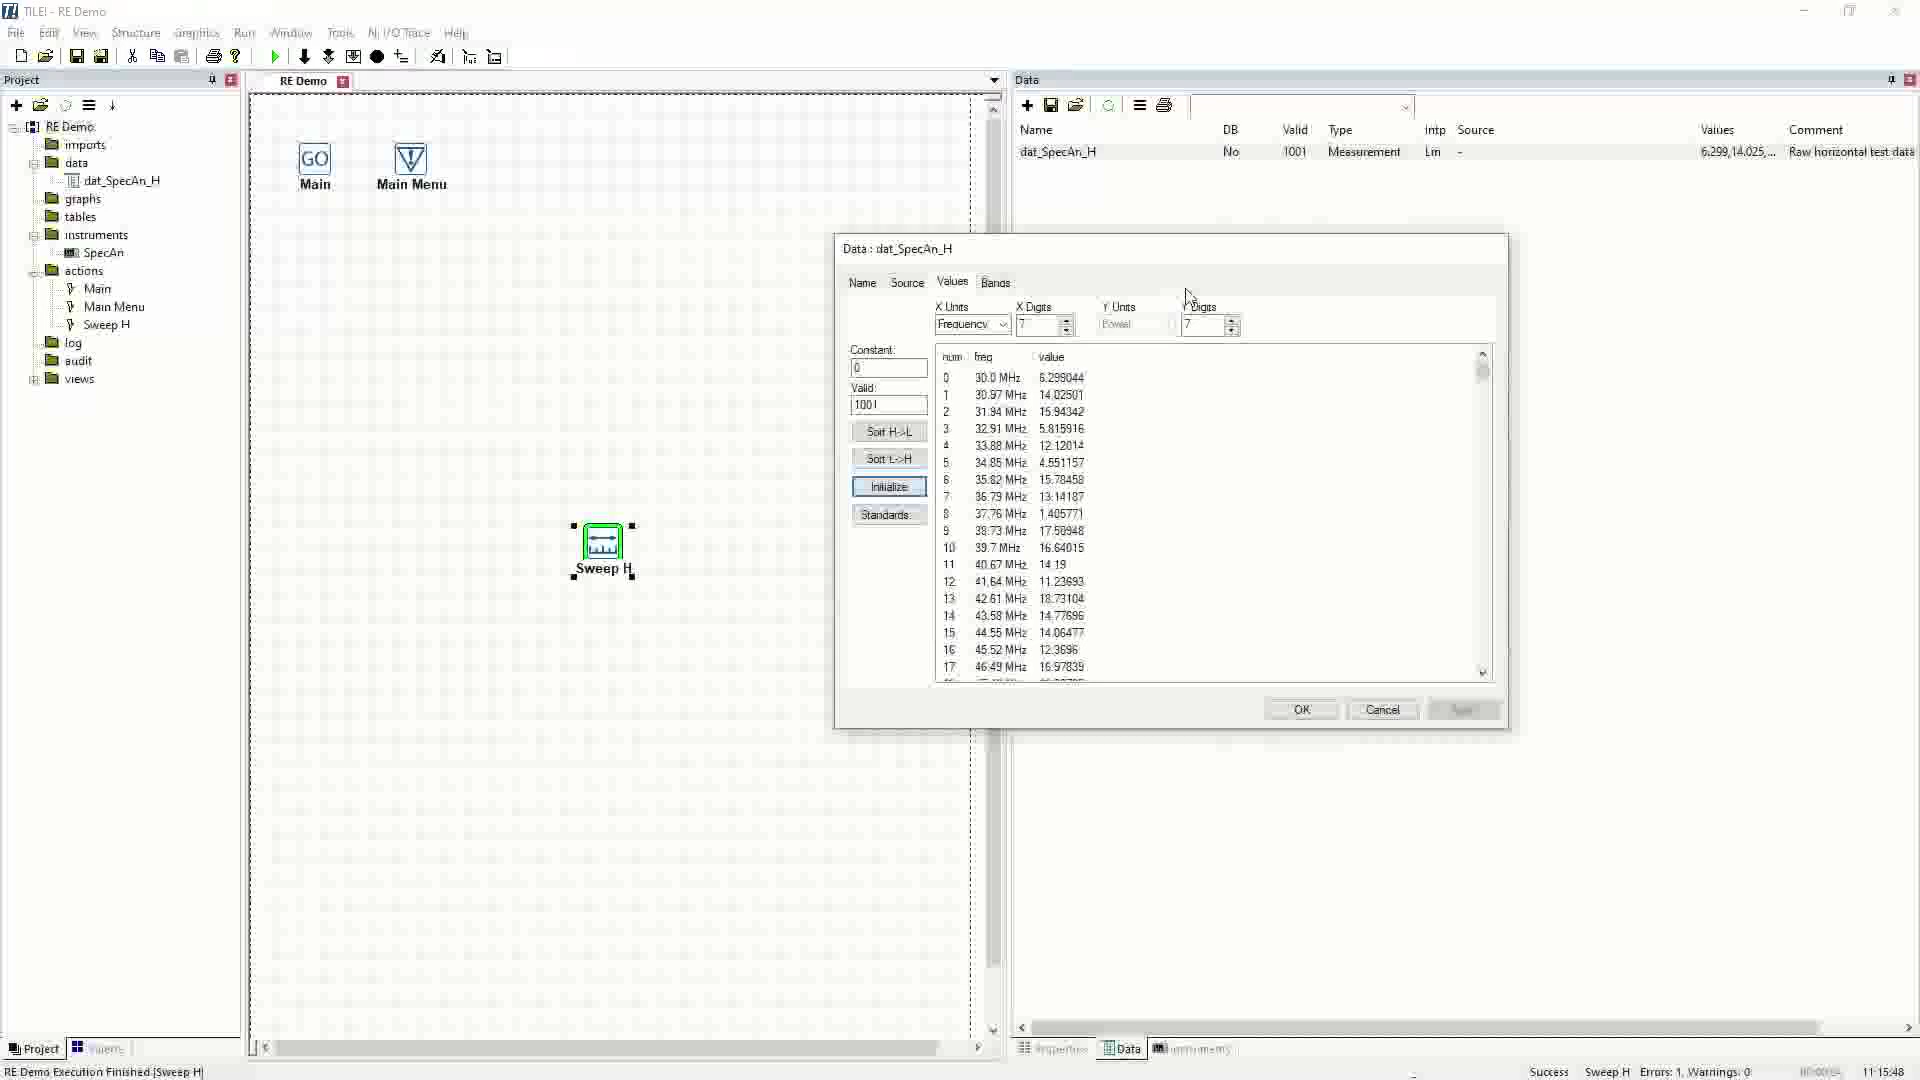 TILE! - RE Demo
File Edit View Structure Graphics Run Window Tools NI I/O Trace Help
Project
RE Demo
Data
RE Demo
imports
data
dat_SpecAn_H
graphs
tables
instruments
SpecAn
actions
Main
Main Menu
Sweep H
log
audit
views
GO
Main
Main Menu
Sweep H
Name DB Valid Type Intp Source Values Comment
dat_SpecAn_H No 1001 Measurement Lin - 6.299,14.025,... Raw horizontal test data
Data : dat_SpecAn_H
Name Source Values Bands
X Units X Digits Y Units Y Digits
Frequency 7 7
Constant:
0
Valid:
1001
Sort H->L
Sort L->H
Initialize
Standards...
num freq value
0 30.0 MHz 6.299044
1 30.97 MHz 14.02501
2 31.94 MHz 15.94342
3 32.91 MHz 5.815916
4 33.88 MHz 12.12014
5 34.85 MHz 4.551157
6 35.82 MHz 15.78458
7 36.79 MHz 13.14187
8 37.76 MHz 1.405771
9 38.73 MHz 17.50948
10 39.7 MHz 16.64015
11 40.67 MHz 14.19
12 41.64 MHz 11.23693
13 42.61 MHz 18.73104
14 43.58 MHz 14.77696
15 44.55 MHz 14.06477
16 45.52 MHz 12.3696
17 46.49 MHz 16.97839
OK Cancel
Project
Properties Data Instruments
RE Demo Execution Finished [Sweep H]
Success Sweep H Errors: 1, Warnings: 0 11:15:48